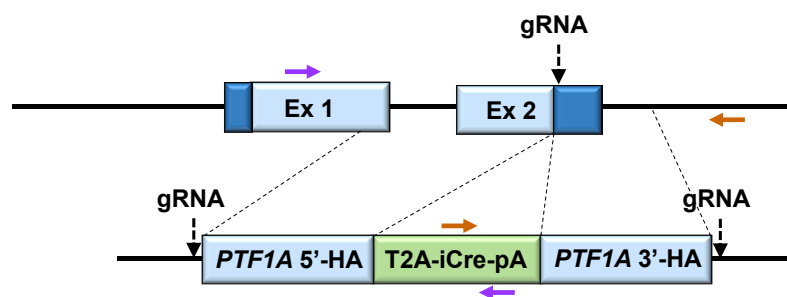 gRNA
Ex 1
Ex 2
gRNA
gRNA
PTF1A 5'-HA
T2A-iCre-pA
PTF1A 3'-HA